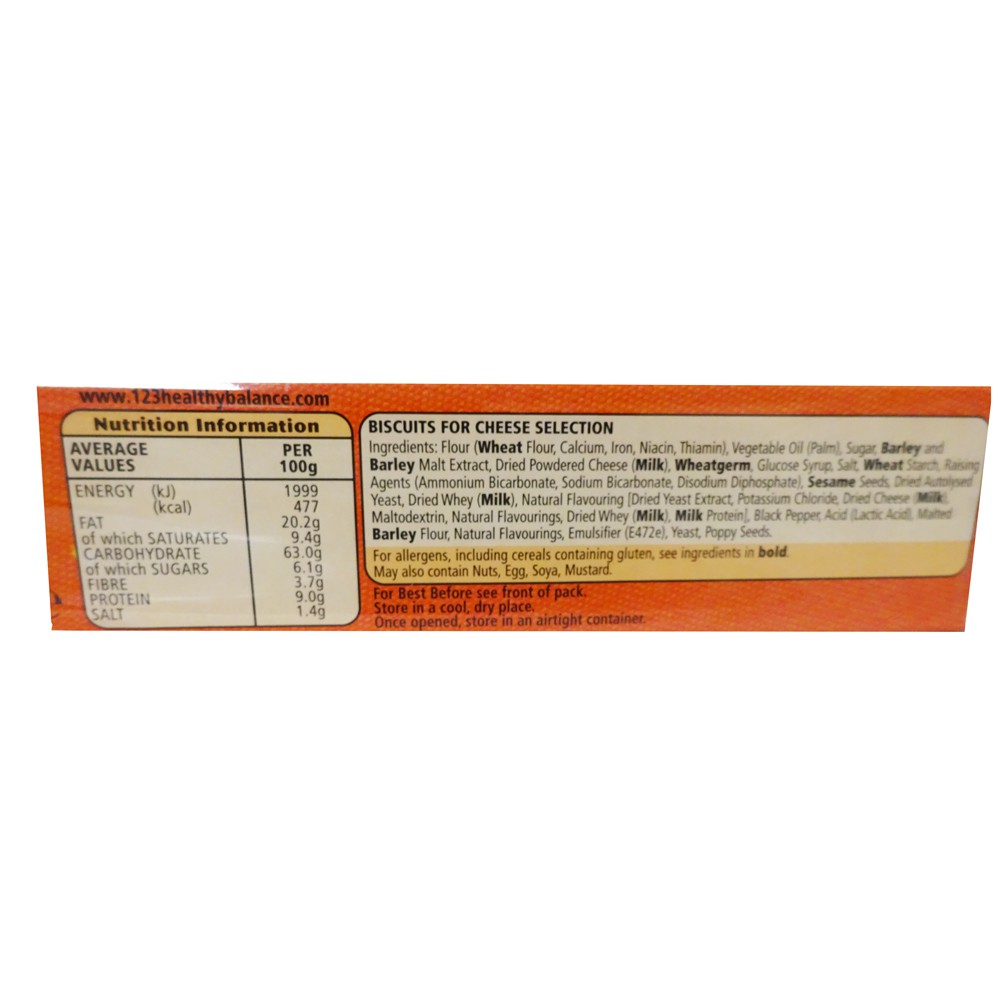 www.123healthybalance.com
Nutrition Information
AVERAGE VALUES PER 100g
ENERGY (kJ) 1999
(kcal) 477
FAT 20.2g
of which SATURATES 9.4g
CARBOHYDRATE 63.0g
of which SUGARS 6.1g
FIBRE 3.7g
PROTEIN 9.0g
SALT 1.4g
BISCUITS FOR CHEESE SELECTION
Ingredients: Flour (Wheat Flour, Calcium, Iron, Niacin, Thiamin), Vegetable Oil (Palm), Sugar, Barley and
Barley Malt Extract, Dried Powdered Cheese (Milk), Wheatgerm, Glucose Syrup, Salt, Wheat Starch, Raising
Agents (Ammonium Bicarbonate, Sodium Bicarbonate, Disodium Diphosphate), Sesame Seeds, Dried Autolysed
Yeast, Dried Whey (Milk), Natural Flavouring [Dried Yeast Extract, Potassium Chloride, Dried Cheese (Milk),
Maltodextrin, Natural Flavourings, Dried Whey (Milk), Milk Protein], Black Pepper, Acid (Lactic Acid), Malted
Barley Flour, Natural Flavourings, Emulsifier (E472e), Yeast, Poppy Seeds.
For allergens, including cereals containing gluten, see ingredients in bold.
May also contain Nuts, Egg, Soya, Mustard.
For Best Before see front of pack.
Store in a cool, dry place.
Once opened, store in an airtight container.